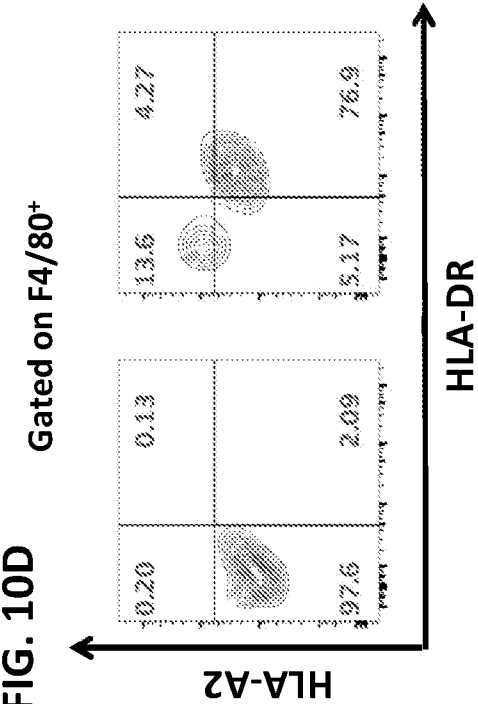 FIG. 10D
Gated on F4/80⁺
0.20 0.13
97.6 2.09
13.6 4.27
5.17 76.9
HLA-A2
HLA-DR